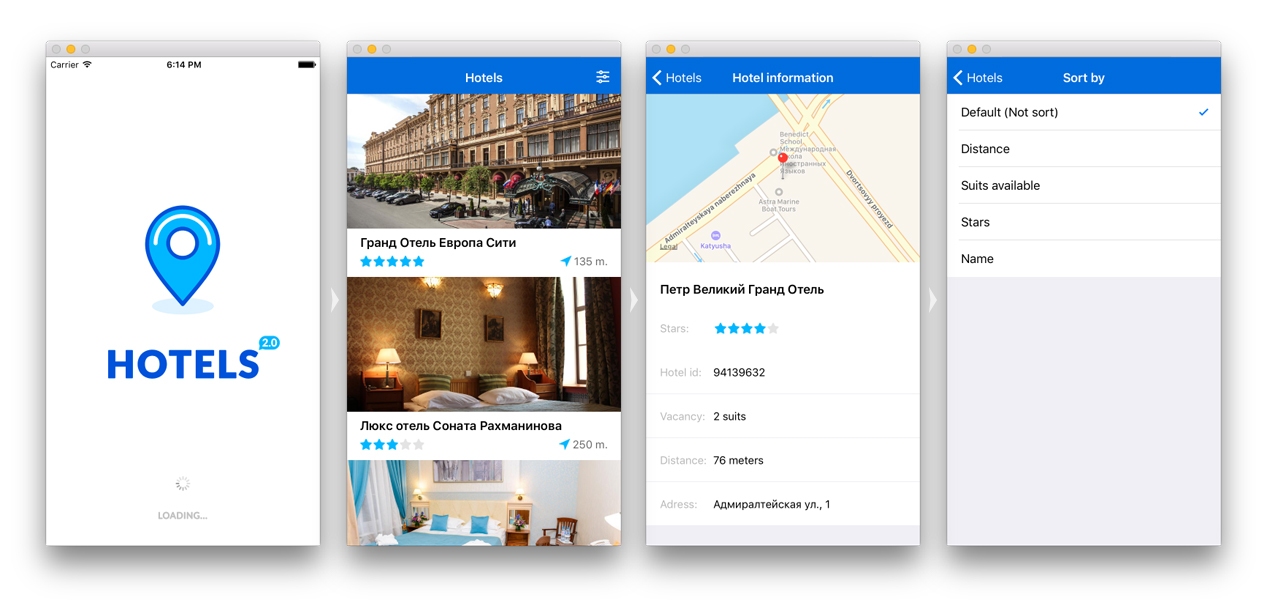 Carrier
6:14 PM
HOTELS
2.0
LOADING...
Hotels
Гранд Отель Европа Сити
135 m.
Люкс отель Соната Рахманинова
250 m.
Hotels
Hotel information
Benedict
School
Международная
школа
иностранных
языков
Astra Marine
Boat Tours
Admiralteyskaya naberezhnaya
Dvortsovyy proyezd
Katyusha
Legal
Петр Великий Гранд Отель
Stars:
Hotel id: 94139632
Vacancy: 2 suits
Distance: 76 meters
Adress: Адмиралтейская ул., 1
Hotels
Sort by
Default (Not sort)
Distance
Suits available
Stars
Name